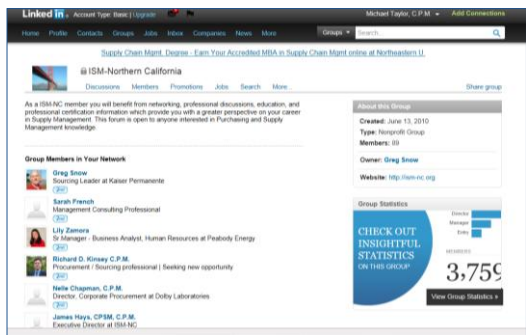 Linked in. Account Type: Basic | Upgrade Michael Taylor, C.P.M. Add Connections
Home Profile Contacts Groups Jobs Inbox Companies News More Groups Search...
Supply Chain Mgmt. Degree - Earn Your Accredited MBA in Supply Chain Mgmt online at Northeastern U.
ISM-Northern California
Discussions Members Promotions Jobs Search More... Share group
As a ISM-NC member you will benefit from networking, professional discussions, education, and
professional certification information which provide you with a greater perspective on your career
in Supply Management. This forum is open to anyone interested in Purchasing and Supply
Management knowledge.
Group Members in Your Network
Greg Snow
Sourcing Leader at Kaiser Permanente
2nd
Sarah French
Management Consulting Professional
2nd
Lily Zamora
Sr Manager - Business Analyst, Human Resources at Peabody Energy
2nd
Richard D. Kinsey C.P.M.
Procurement / Sourcing professional | Seeking new opportunity
2nd
Nelle Chapman, C.P.M.
Director, Corporate Procurement at Dolby Laboratories
2nd
James Hays, CPSM, C.P.M.
Executive Director at ISM-NC
About this Group
Created: June 13, 2010
Type: Nonprofit Group
Members: 89
Owner: Greg Snow
Website: http://ism-nc.org
Group Statistics
CHECK OUT
INSIGHTFUL
STATISTICS
ON THIS GROUP
Director
Manager
Entry
MEMBERS
3,759
View Group Statistics